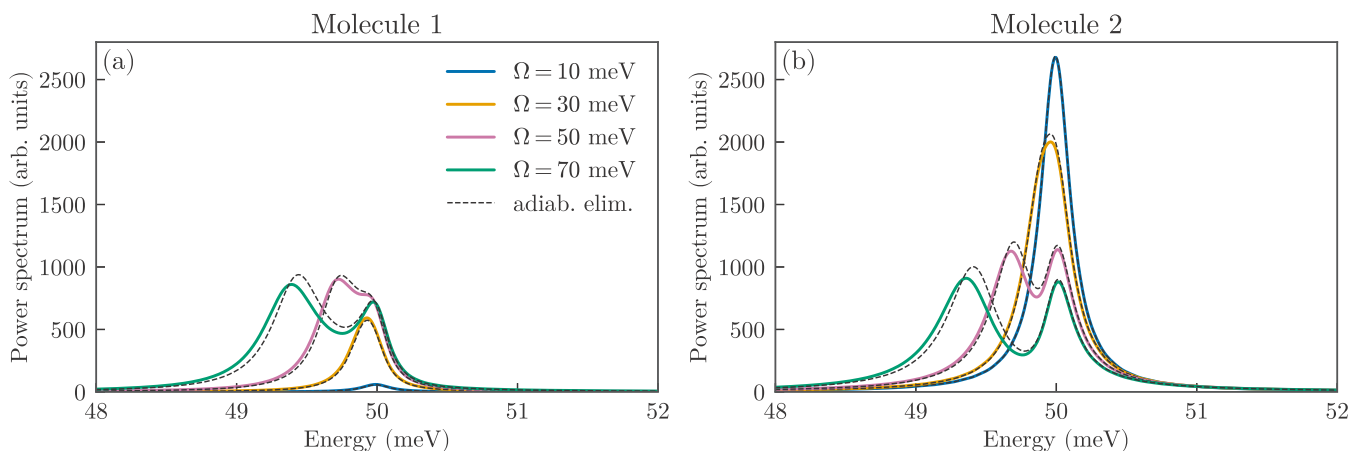 Molecule 1
(a)
Ω = 10 meV
Ω = 30 meV
Ω = 50 meV
Ω = 70 meV
adiab. elim.
Power spectrum (arb. units)
2500
2000
1500
1000
500
0
48 49 50 51 52
Energy (meV)
Molecule 2
(b)
Power spectrum (arb. units)
2500
2000
1500
1000
500
0
48 49 50 51 52
Energy (meV)